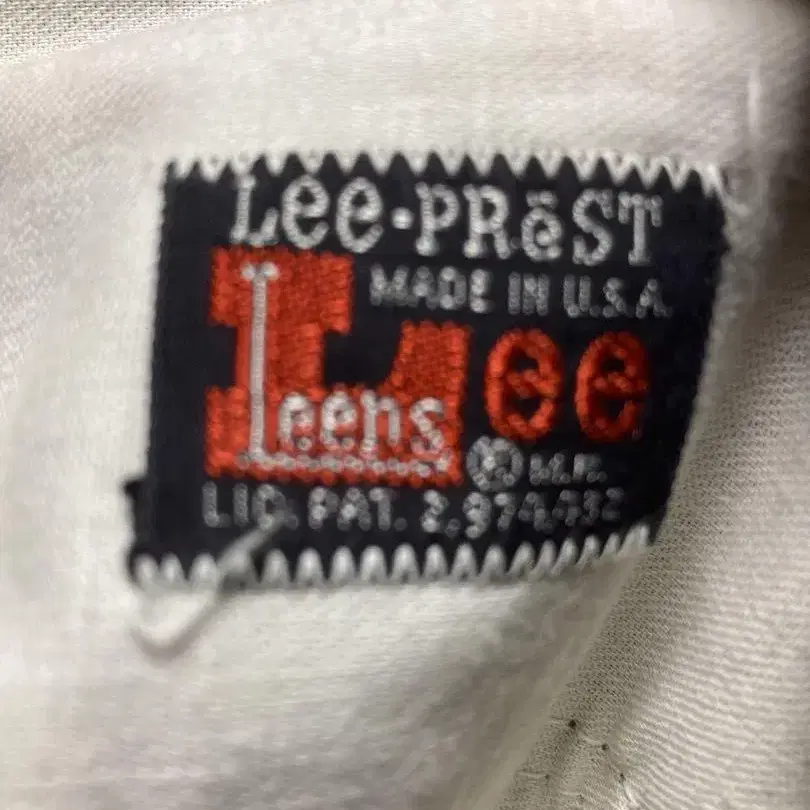 Lee-PRēST
MADE IN U.S.A.
Lee
Leens
® M.R.
LIC. PAT. 2,974,432